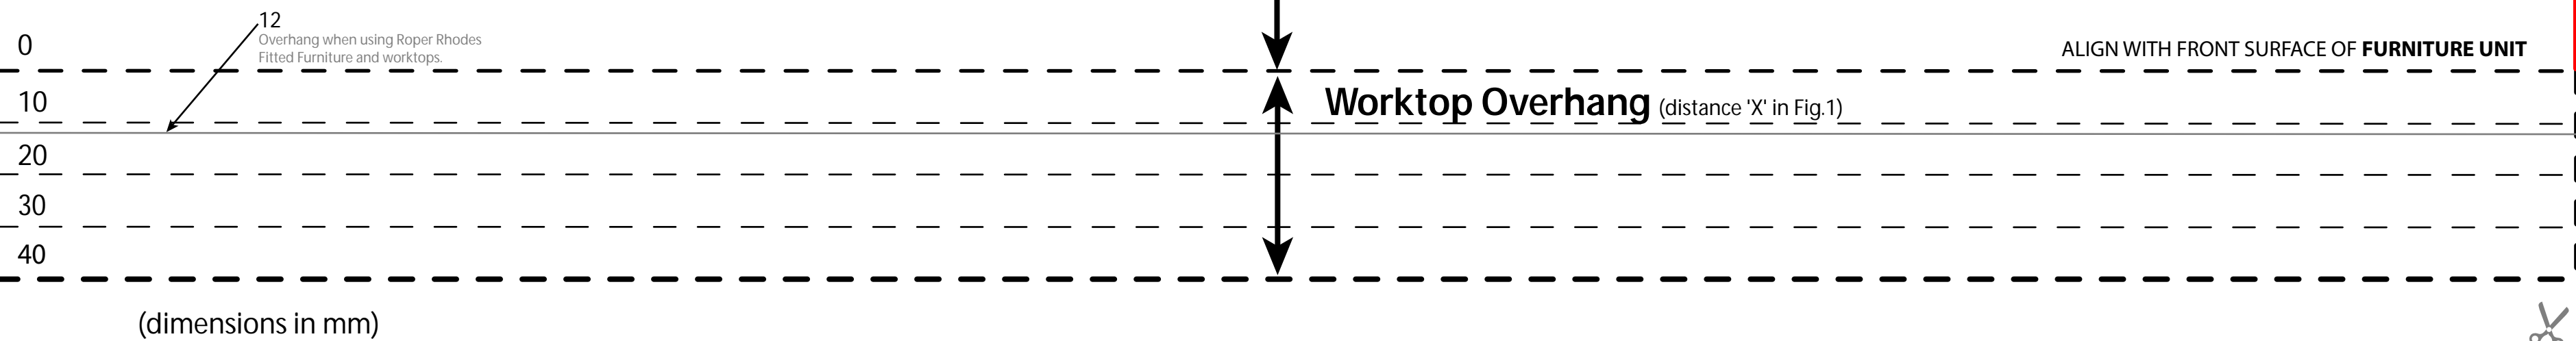 12
Overhang when using Roper Rhodes
Fitted Furniture and worktops.
0
ALIGN WITH FRONT SURFACE OF FURNITURE UNIT
10
Worktop Overhang (distance 'X' in Fig.1)
20
30
40
(dimensions in mm)